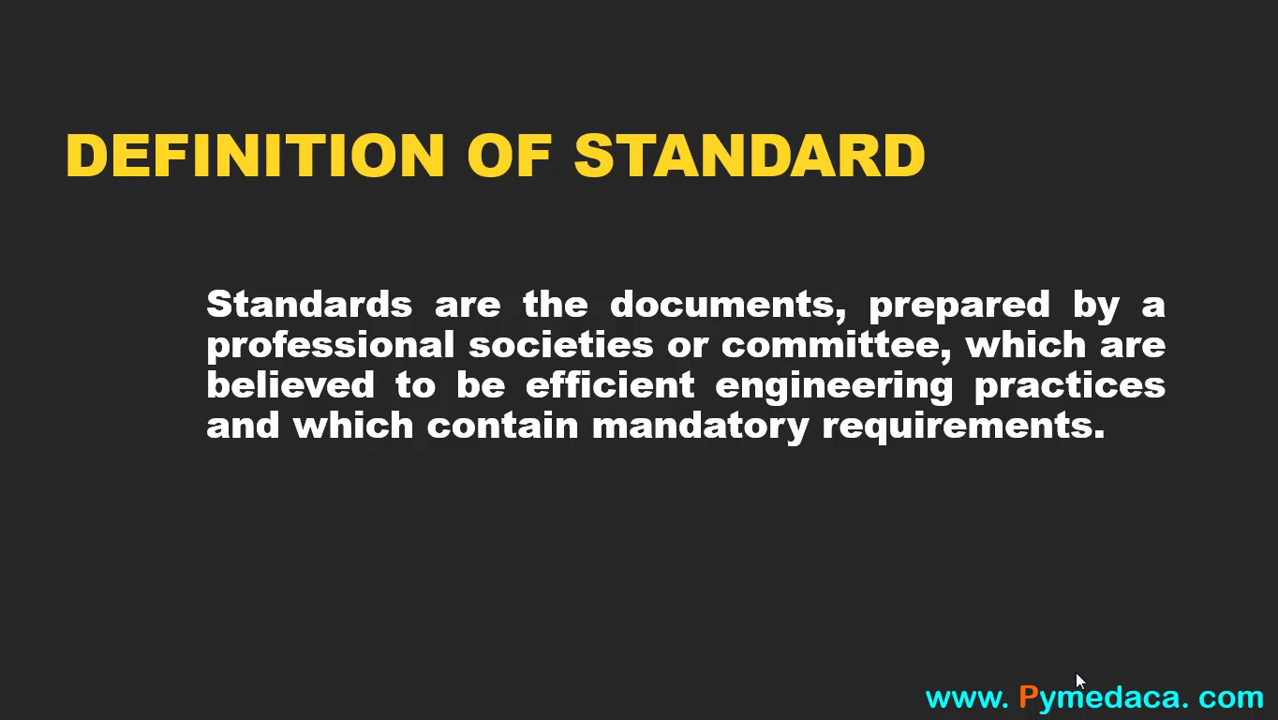 DEFINITION OF STANDARD
Standards are the documents, prepared by a
professional societies or committee, which are
believed to be efficient engineering practices
and which contain mandatory requirements.
www. Pymedaca. com